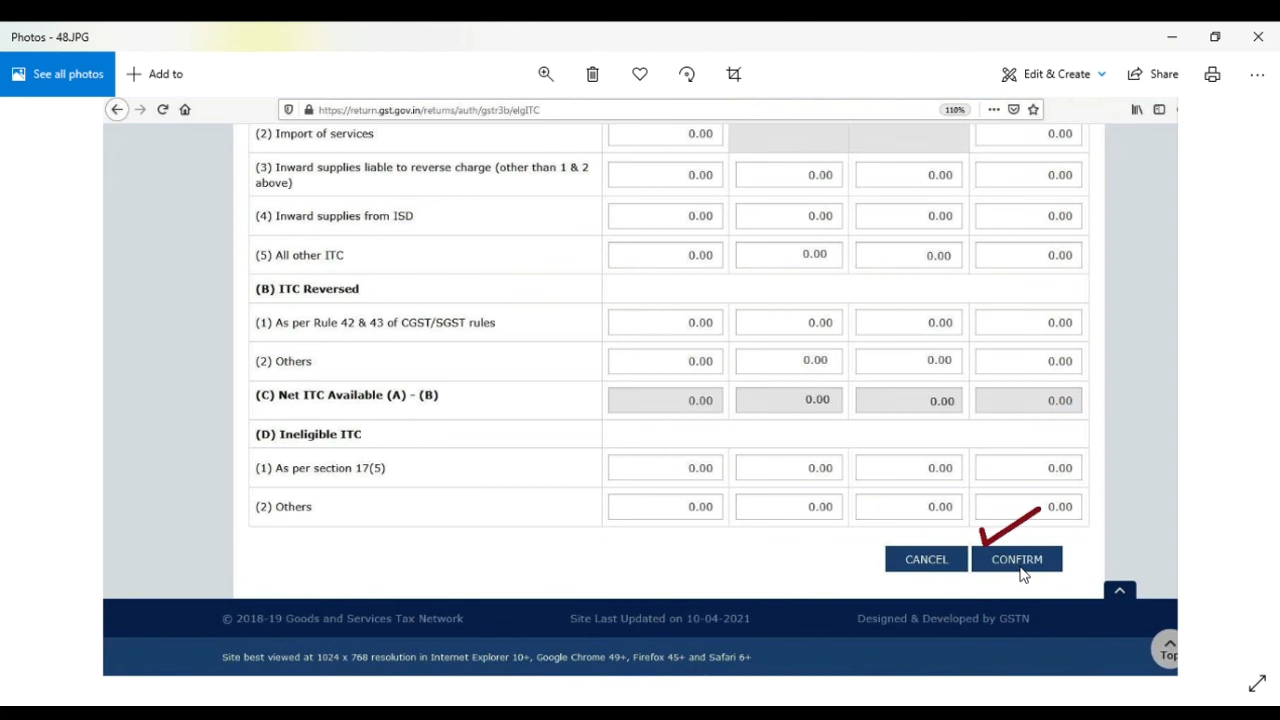 Photos - 48.JPG
See all photos
Add to
Edit & Create
Share
https://return.gst.gov.in/returns/auth/gstr3b/elgITC
110%
(2) Import of services 0.00 0.00
(3) Inward supplies liable to reverse charge (other than 1 & 2
above) 0.00 0.00 0.00 0.00
(4) Inward supplies from ISD 0.00 0.00 0.00 0.00
(5) All other ITC 0.00 0.00 0.00 0.00
(B) ITC Reversed
(1) As per Rule 42 & 43 of CGST/SGST rules 0.00 0.00 0.00 0.00
(2) Others 0.00 0.00 0.00 0.00
(C) Net ITC Available (A) - (B) 0.00 0.00 0.00 0.00
(D) Ineligible ITC
(1) As per section 17(5) 0.00 0.00 0.00 0.00
(2) Others 0.00 0.00 0.00 0.00
CANCEL CONFIRM
© 2018-19 Goods and Services Tax Network Site Last Updated on 10-04-2021 Designed & Developed by GSTN
Site best viewed at 1024 x 768 resolution in Internet Explorer 10+, Google Chrome 49+, Firefox 45+ and Safari 6+
Top